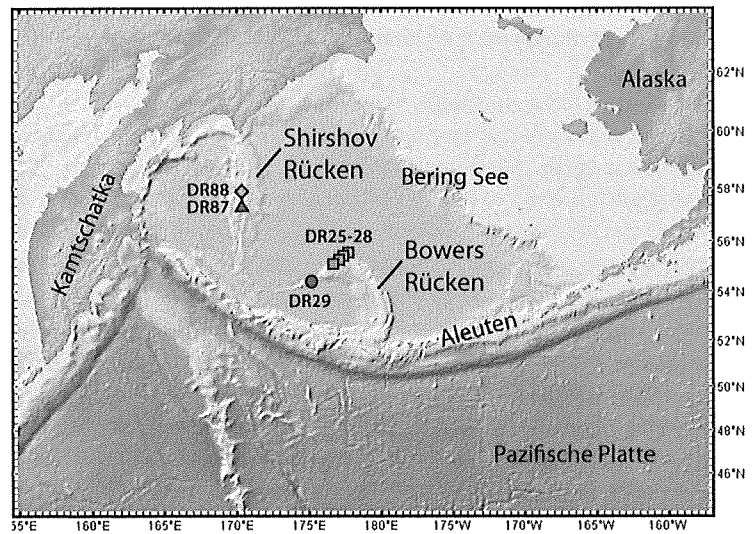 Alaska
62°N
60°N
Shirshov
Rücken
Bering See
58°N
DR88
DR87
Kamtschatka
DR25-28
56°N
Bowers
Rücken
54°N
DR29
Aleuten
52°N
50°N
48°N
Pazifische Platte
46°N
55°E 160°E 165°E 170°E 175°E 180°E 175°W 170°W 165°W 160°W